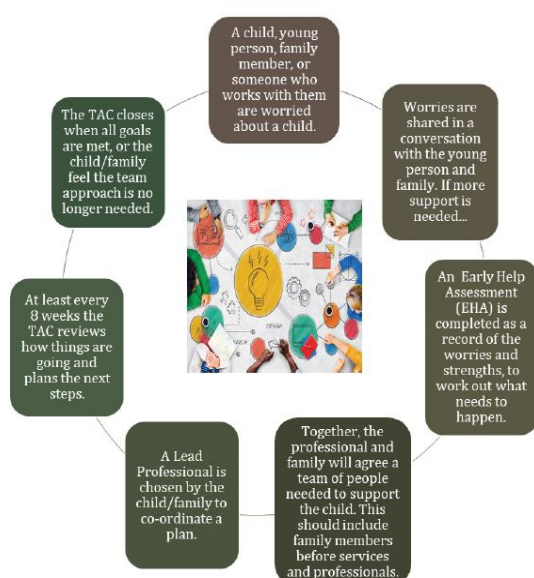 A child, young
person, family
member, or
someone who
works with them
are worried
about a child.
Worries are
shared in a
conversation
with the young
person and
family. If more
support is
needed...
An Early Help
Assessment
(EHA) is
completed as a
record of the
worries and
strengths, to
work out what
needs to
happen.
Together, the
professional and
family will agree
a team of people
needed to support
the child. This
should include
family members
before services
and professionals.
A Lead
Professional is
chosen by the
child/family to
co-ordinate a
plan.
At least every
8 weeks the
TAC reviews
how things are
going and
plans the next
steps.
The TAC closes
when all goals
are met, or the
child/family
feel the team
approach is no
longer needed.
DESIGN